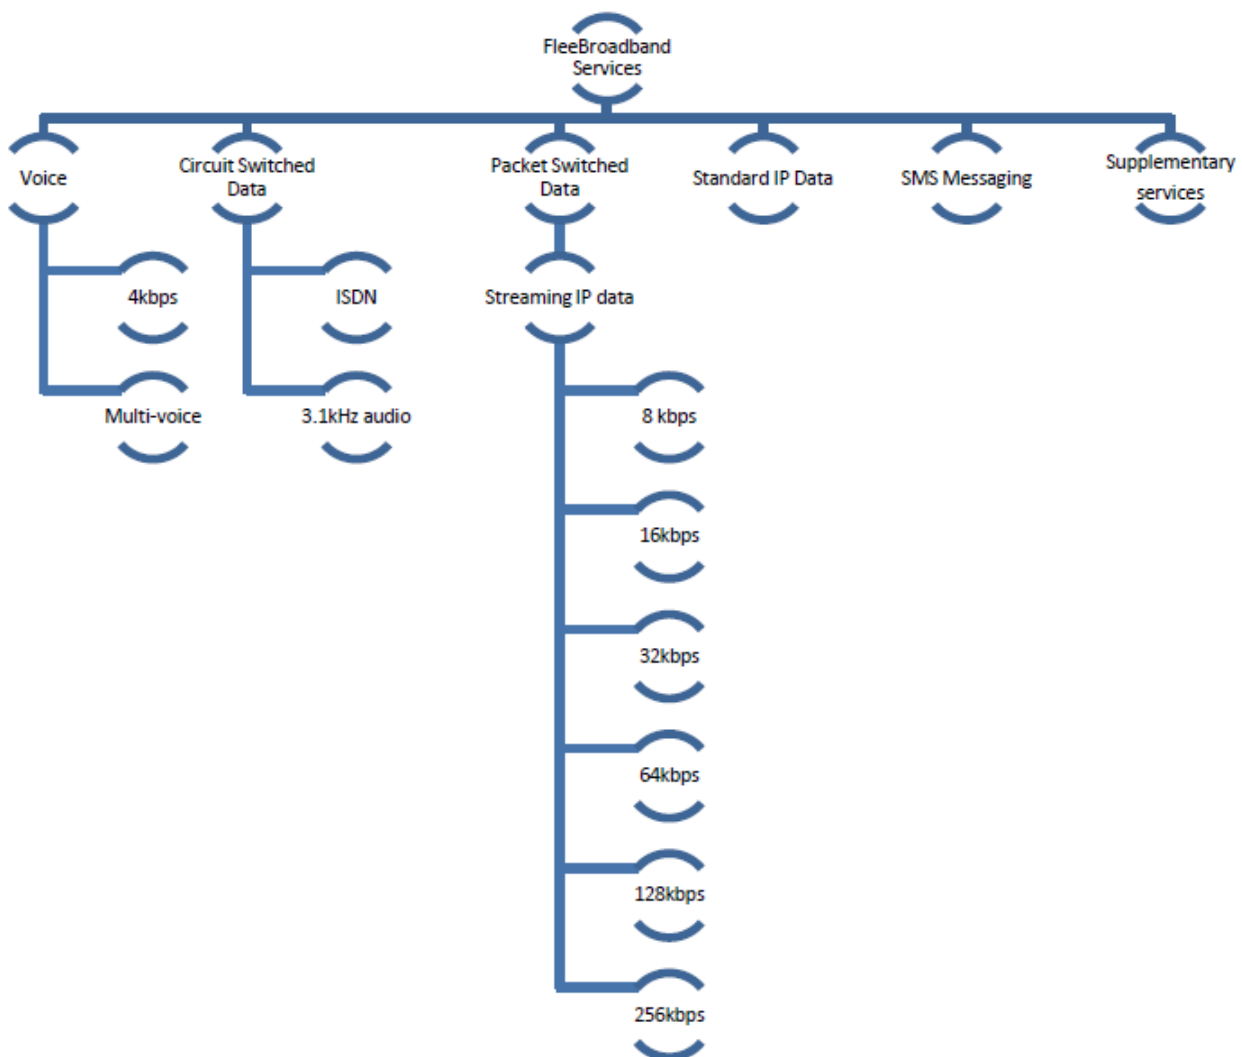 FleeBroadband
Services
Voice
Circuit Switched
Data
Packet Switched
Data
Standard IP Data
SMS Messaging
Supplementary
services
4kbps
ISDN
Streaming IP data
Multi-voice
3.1kHz audio
8 kbps
16kbps
32kbps
64kbps
128kbps
256kbps